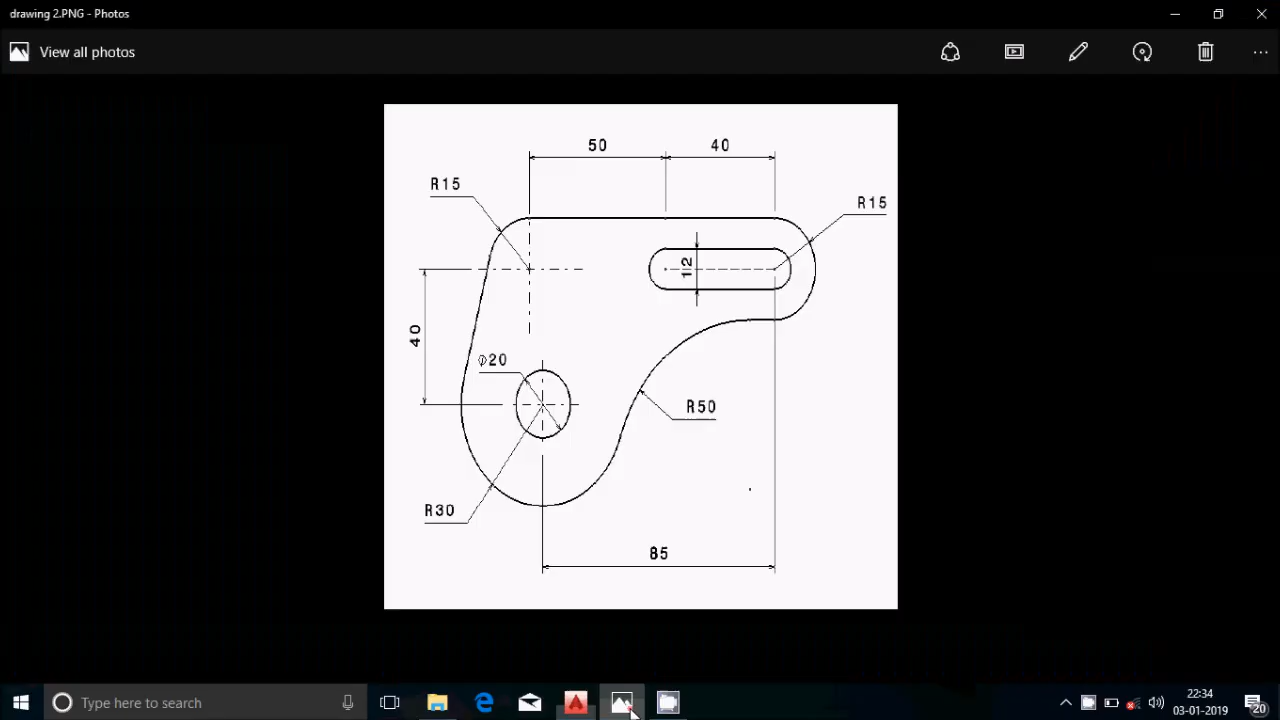 drawing 2.PNG - Photos
View all photos
50
40
R15
R15
12
40
Φ20
R50
R30
85
Type here to search
22:34
03-01-2019
20